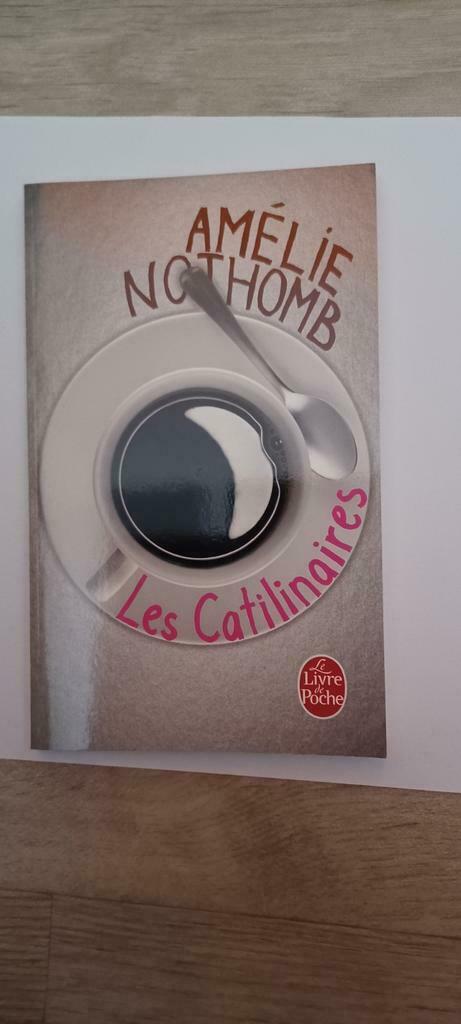 AMÉLIE
NOTHOMB
Les Catilinaires
Le
Livre
de
Poche